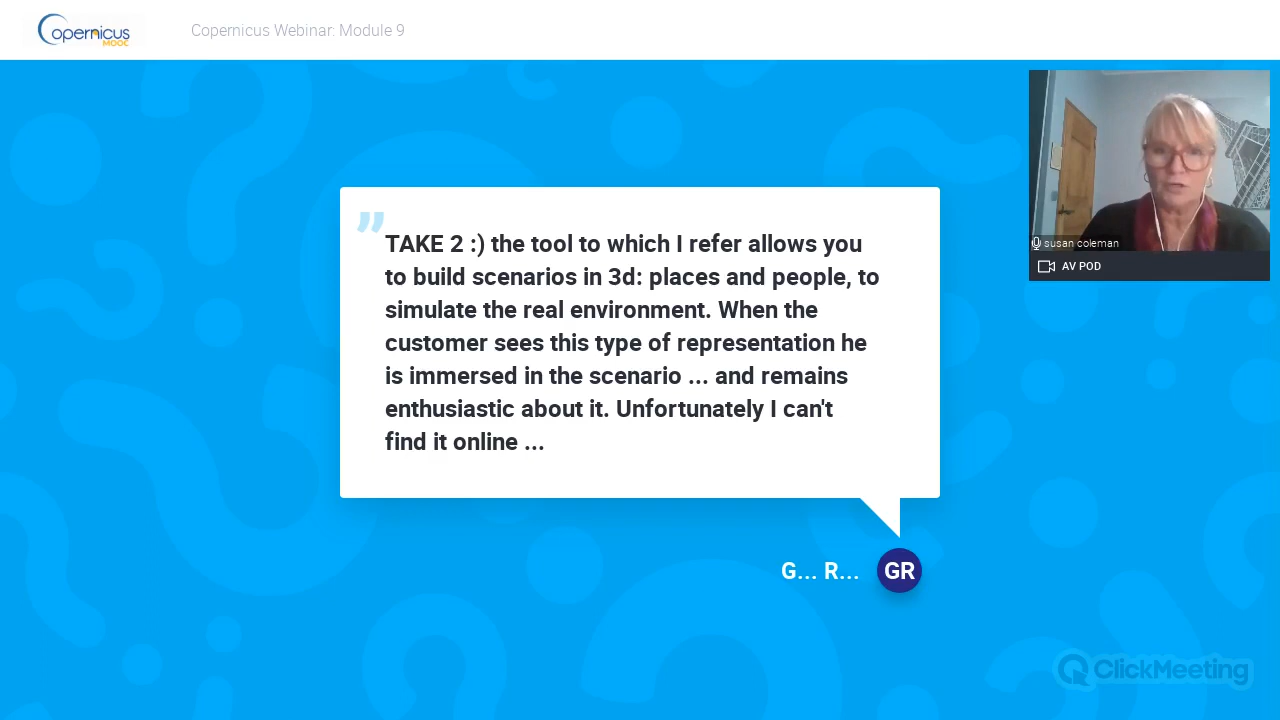 Copernicus
MOOC
Copernicus Webinar: Module 9
susan coleman
AV POD
"
TAKE 2 :) the tool to which I refer allows you
to build scenarios in 3d: places and people, to
simulate the real environment. When the
customer sees this type of representation he
is immersed in the scenario ... and remains
enthusiastic about it. Unfortunately I can't
find it online ...
G... R...
GR
ClickMeeting